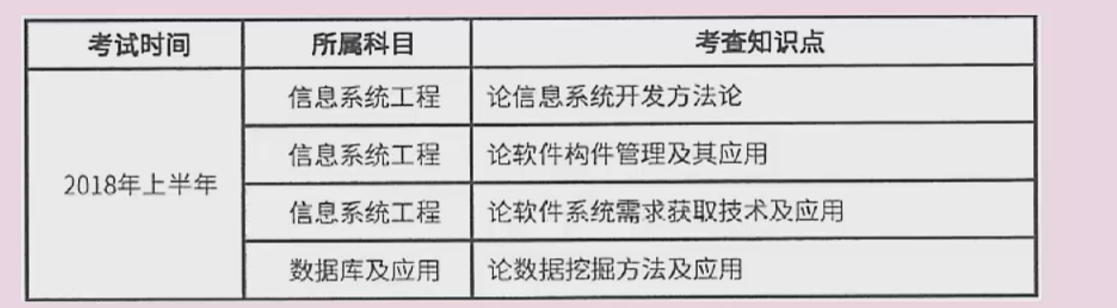 考试时间 所属科目 考查知识点
2018年上半年
信息系统工程 论信息系统开发方法论
信息系统工程 论软件构件管理及其应用
信息系统工程 论软件系统需求获取技术及应用
数据库及应用 论数据挖掘方法及应用